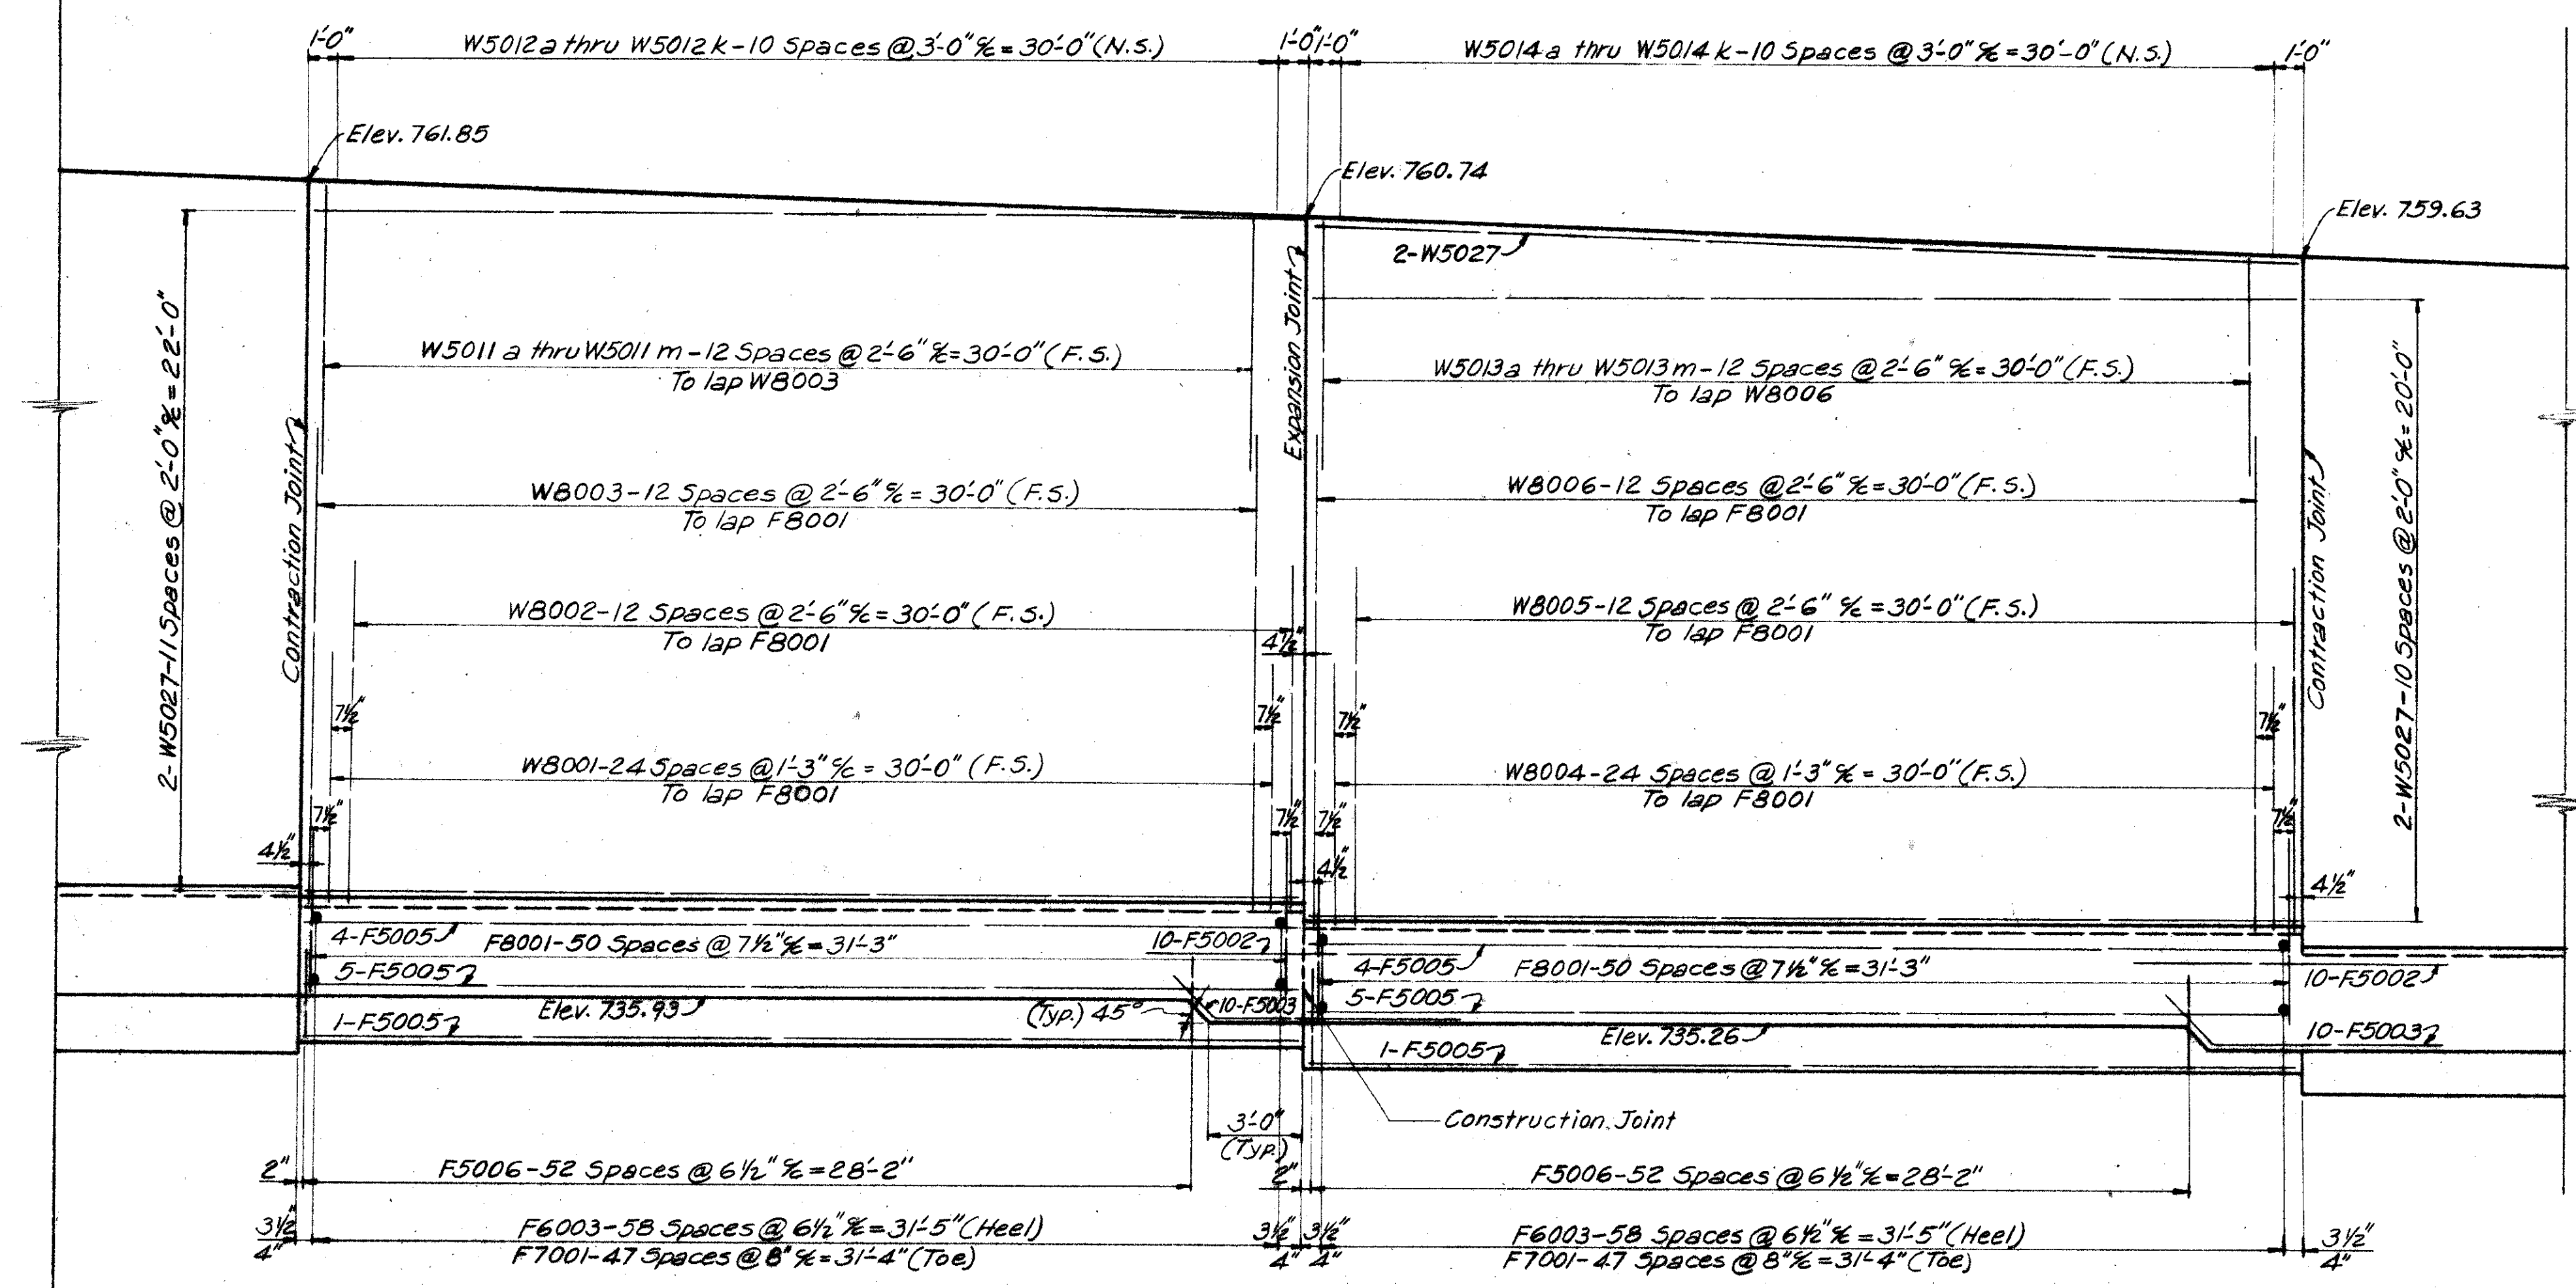 1'-0"
W5012a thru W5012k-10 Spaces @ 3'-0" ℀ = 30'-0" (N.S.)
1'-0" 1'-0"
W5014a thru W5014k-10 Spaces @ 3'-0" ℀ = 30'-0" (N.S.)
1'-0"
Elev. 761.85
Elev. 760.74
Elev. 759.63
2-W5027
2-W5027-11 Spaces @ 2'-0" ℀ = 22'-0"
Contraction Joint
W5011a thru W5011m-12 Spaces @ 2'-6" ℀ = 30'-0" (F.S.)
To lap W8003
Expansion Joint
W5013a thru W5013m-12 Spaces @ 2'-6" ℀ = 30'-0" (F.S.)
To lap W8006
Contraction Joint
2-W5027-10 Spaces @ 2'-0" ℀ = 20'-0"
W8003-12 Spaces @ 2'-6" ℀ = 30'-0" (F.S.)
To lap F8001
W8006-12 Spaces @ 2'-6" ℀ = 30'-0" (F.S.)
To lap F8001
W8002-12 Spaces @ 2'-6" ℀ = 30'-0" (F.S.)
To lap F8001
4½"
W8005-12 Spaces @ 2'-6" ℀ = 30'-0" (F.S.)
To lap F8001
7½"
7½"
7½"
7½"
W8001-24 Spaces @ 1'-3" ℀ = 30'-0" (F.S.)
To lap F8001
W8004-24 Spaces @ 1'-3" ℀ = 30'-0" (F.S.)
To lap F8001
7½"
7½"
7½"
7½"
4½"
4½"
4½"
4-F5005
F8001-50 Spaces @ 7½" ℀ = 31'-3"
10-F5002
4-F5005
F8001-50 Spaces @ 7½" ℀ = 31'-3"
10-F5002
5-F5005
Elev. 735.93
(Typ.) 45°
10-F5003
5-F5005
Elev. 735.26
10-F5003
1-F5005
1-F5005
Construction Joint
3'-0"
(Typ.)
2"
F5006-52 Spaces @ 6½" ℀ = 28'-2"
2"
F5006-52 Spaces @ 6½" ℀ = 28'-2"
3½"
F6003-58 Spaces @ 6½" ℀ = 31'-5" (Heel)
3½" 3½"
F6003-58 Spaces @ 6½" ℀ = 31'-5" (Heel)
3½"
4"
F7001-47 Spaces @ 8" ℀ = 31'-4" (Toe)
4" 4"
F7001-47 Spaces @ 8" ℀ = 31'-4" (Toe)
4"